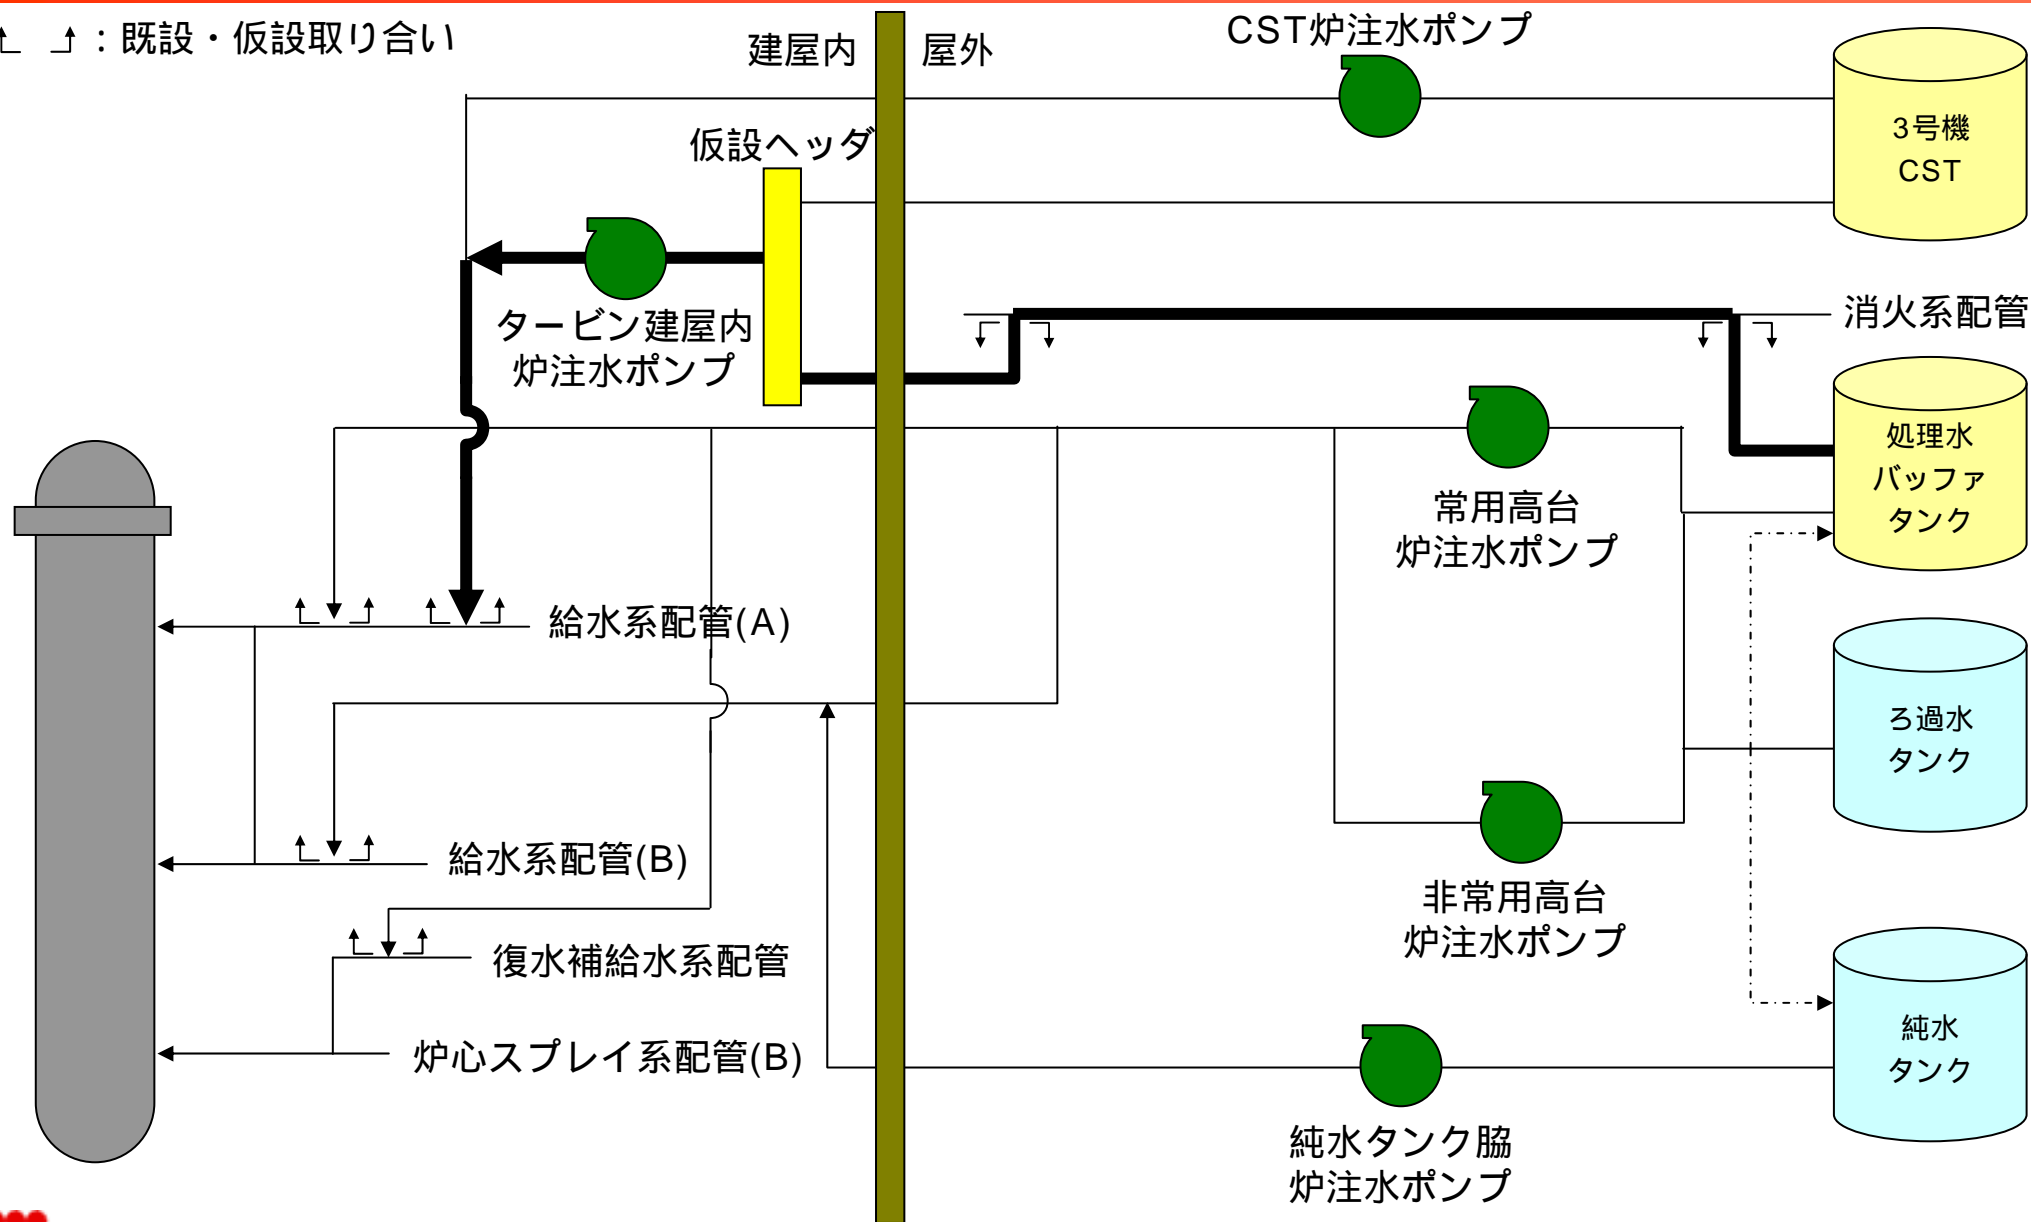 ：既設・仮設取り合い
建屋内
屋外
CST炉注水ポンプ
3号機
CST
仮設ヘッダ
タービン建屋内
炉注水ポンプ
消火系配管
処理水
バッファ
タンク
常用高台
炉注水ポンプ
給水系配管(A)
ろ過水
タンク
給水系配管(B)
非常用高台
炉注水ポンプ
復水補給水系配管
炉心スプレイ系配管(B)
純水
タンク
純水タンク脇
炉注水ポンプ